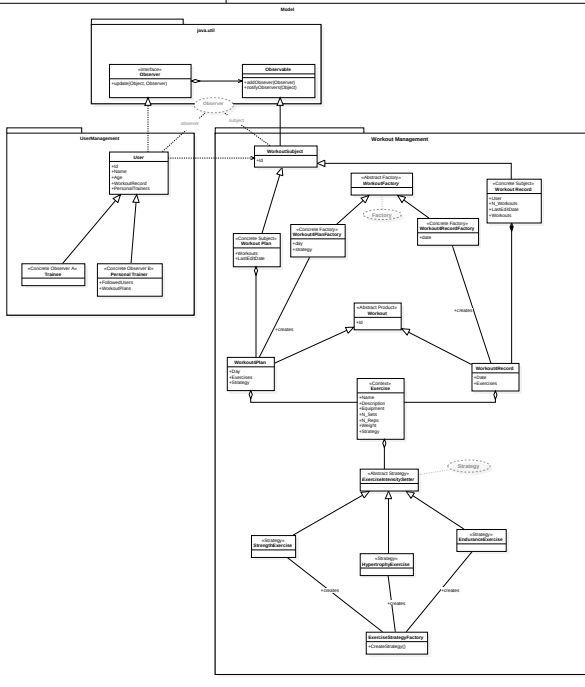 Model
java.util
«interface»
Observer
+update(Object, Observer)
Observable
+addObsever(Observer)
+notifyObservers(Object)
Observer
observer
subject
UserManagement
User
+Id
+Name
+Age
+WorkoutRecord
+PersonalTrainers
«Concrete Observer A»
Trainee
«Concrete Observer B»
Personal Trainer
+FollowedUsers
+WorkoutPlans
Workout Management
WorkoutSubject
+Id
«Abstract Factory»
WorkoutFactory
Factory
«Concrete Subject»
Workout Record
+User
+N_Workouts
+LastEditDate
+Workouts
«Concrete Subject»
Workout Plan
+Workouts
+LastEditDate
«Concrete Factory»
WorkoutIPlanFactory
+day
+strategy
«Concrete Factory»
WorkoutIRecordFactory
+date
«Abstract Product»
Workout
+Id
+creates
+creates
WorkoutIPlan
+Day
+Exercises
+Strategy
WorkoutIRecord
+Date
+Exercises
«Context»
Exercise
+Name
+Description
+Equipment
+N_Sets
+N_Reps
+Weight
+Strategy
«Abstract Strategy»
ExerciseIntensitySetter
Strategy
«Strategy»
StrengthExercise
«Strategy»
HypertrophyExercise
«Strategy»
EnduranceExercise
+creates
+creates
+creates
ExerciseStrategyFactory
+CreateStrategy()